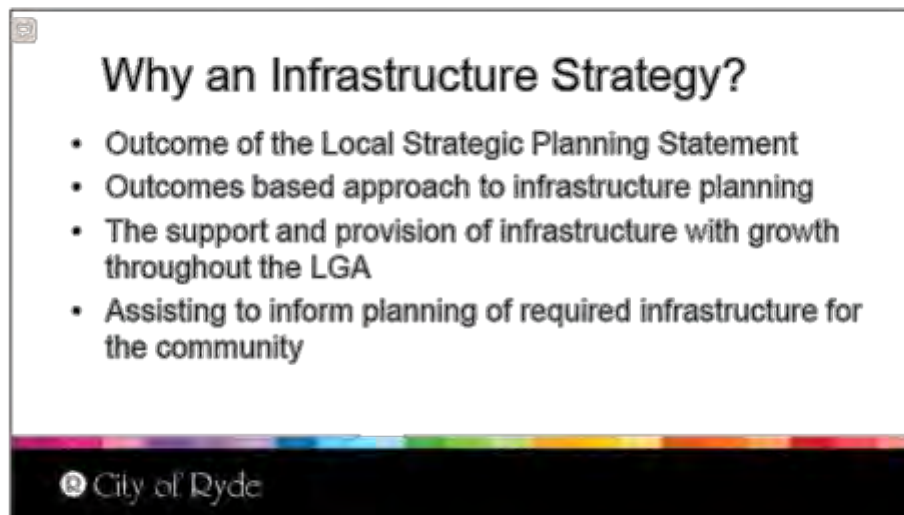 Why an Infrastructure Strategy?
• Outcome of the Local Strategic Planning Statement
• Outcomes based approach to infrastructure planning
• The support and provision of infrastructure with growth
throughout the LGA
• Assisting to inform planning of required infrastructure for
the community
City of Ryde